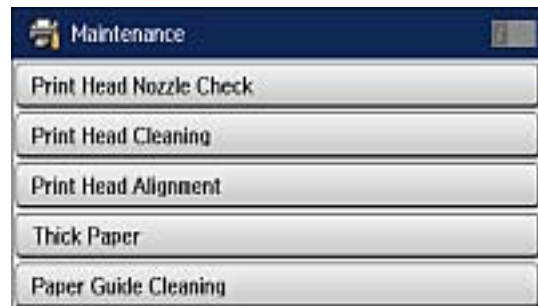 Maintenance
Print Head Nozzle Check
Print Head Cleaning
Print Head Alignment
Thick Paper
Paper Guide Cleaning